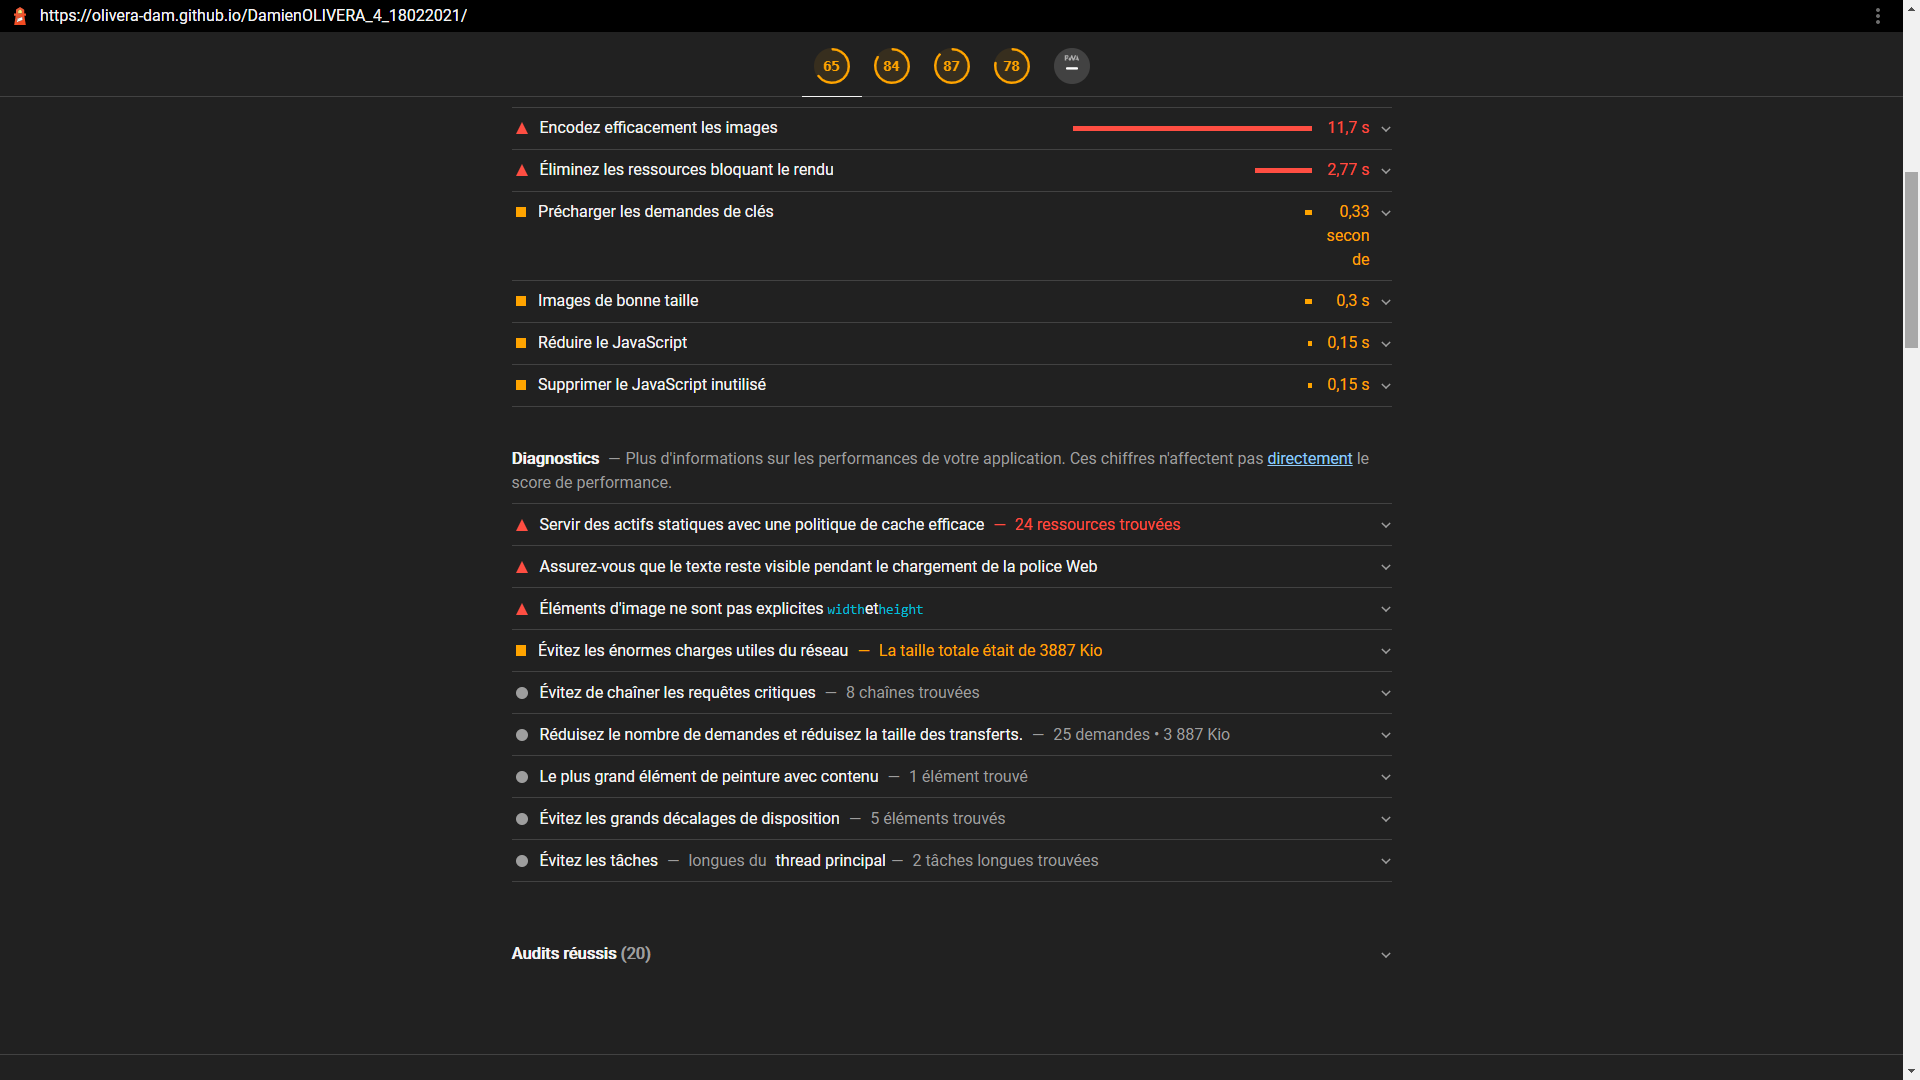 https://olivera-dam.github.io/DamienOLIVERA_4_18022021/
65 84 87 78 PWA
Encodez efficacement les images 11,7 s
Éliminez les ressources bloquant le rendu 2,77 s
Précharger les demandes de clés 0,33
secon
de
Images de bonne taille 0,3 s
Réduire le JavaScript 0,15 s
Supprimer le JavaScript inutilisé 0,15 s
Diagnostics — Plus d'informations sur les performances de votre application. Ces chiffres n'affectent pas directement le
score de performance.
Servir des actifs statiques avec une politique de cache efficace — 24 ressources trouvées
Assurez-vous que le texte reste visible pendant le chargement de la police Web
Éléments d'image ne sont pas explicites widthetheight
Évitez les énormes charges utiles du réseau — La taille totale était de 3887 Kio
Évitez de chaîner les requêtes critiques — 8 chaînes trouvées
Réduisez le nombre de demandes et réduisez la taille des transferts. — 25 demandes • 3 887 Kio
Le plus grand élément de peinture avec contenu — 1 élément trouvé
Évitez les grands décalages de disposition — 5 éléments trouvés
Évitez les tâches — longues du thread principal — 2 tâches longues trouvées
Audits réussis (20)